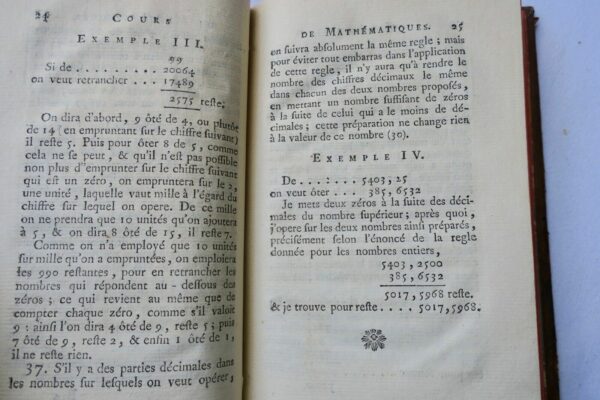 24 COURS
EXEMPLE III.
99
Si de . . . . . . . . . 20064
on veut retrancher . . . 17489
2575 reste;
On dira d'abord, 9 ôté de 4, ou plutôt
de 14 (en empruntant sur le chiffre suivant)
il reste 5. Puis pour ôter 8 de 5, comme
cela ne se peut, & qu'il n'est pas possible
non plus d'emprunter sur le chiffre suivant
qui est un zéro, on empruntera sur le 2,
une unité, laquelle vaut mille à l'égard du
chiffre sur lequel on opere. De ce mille
on ne prendra que 10 unités qu'on ajoutera
à 5, & on dira 8 ôté de 15, il reste 7.
Comme on n'a employé que 10 unités
sur mille qu'on a empruntées, on emploiera
les 990 restantes, pour en retrancher les
nombres qui répondent au-dessous des
zéros; ce qui revient au même que de
compter chaque zéro, comme s'il valoit
9: ainsi l'on dira 4 ôté de 9, reste 5; puis
7 ôté de 9, reste 2, & enfin 1 ôté de 1,
il ne reste rien.
37. S'il y a des parties décimales dans
les nombres sur lesquels on veut opérer,
DE MATHÉMATIQUES. 25
on suivra absolument la même regle; mais
pour éviter tout embarras dans l'application
de cette regle, il n'y aura qu'à rendre le
nombre des chiffres décimaux le même
dans chacun des deux nombres proposés,
en mettant un nombre suffisant de zéros
à la suite de celui qui a le moins de dé-
cimales; cette préparation ne change rien
à la valeur de ce nombre (30).
EXEMPLE IV.
De . . . : . . . 5403, 25
on veut ôter . . . 385, 6532
Je mets deux zéros à la suite des déci-
males du nombre supérieur; après quoi,
j'opere sur les deux nombres ainsi préparés,
précisément selon l'énoncé de la regle
donnée pour les nombres entiers,
5403, 2500
385, 6532
5017, 5968 reste.
& je trouve pour reste . . . . 5017, 5968.